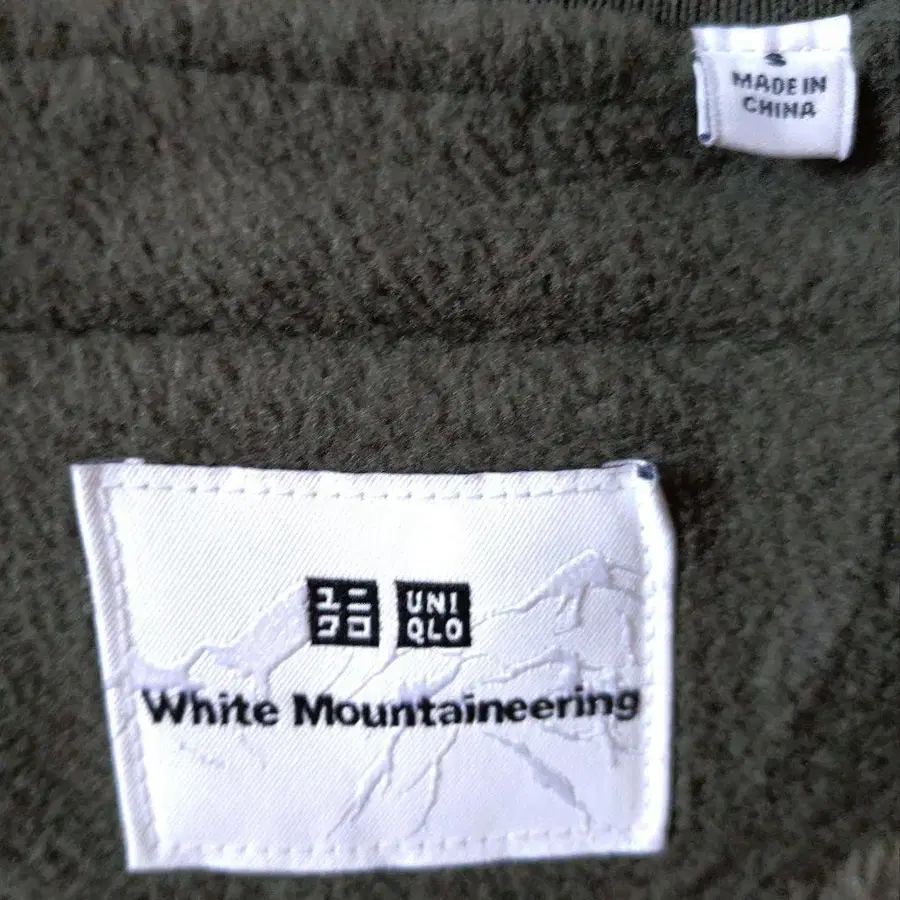 S
MADE IN
CHINA
ユニ
クロ
UNI
QLO
White Mountaineering